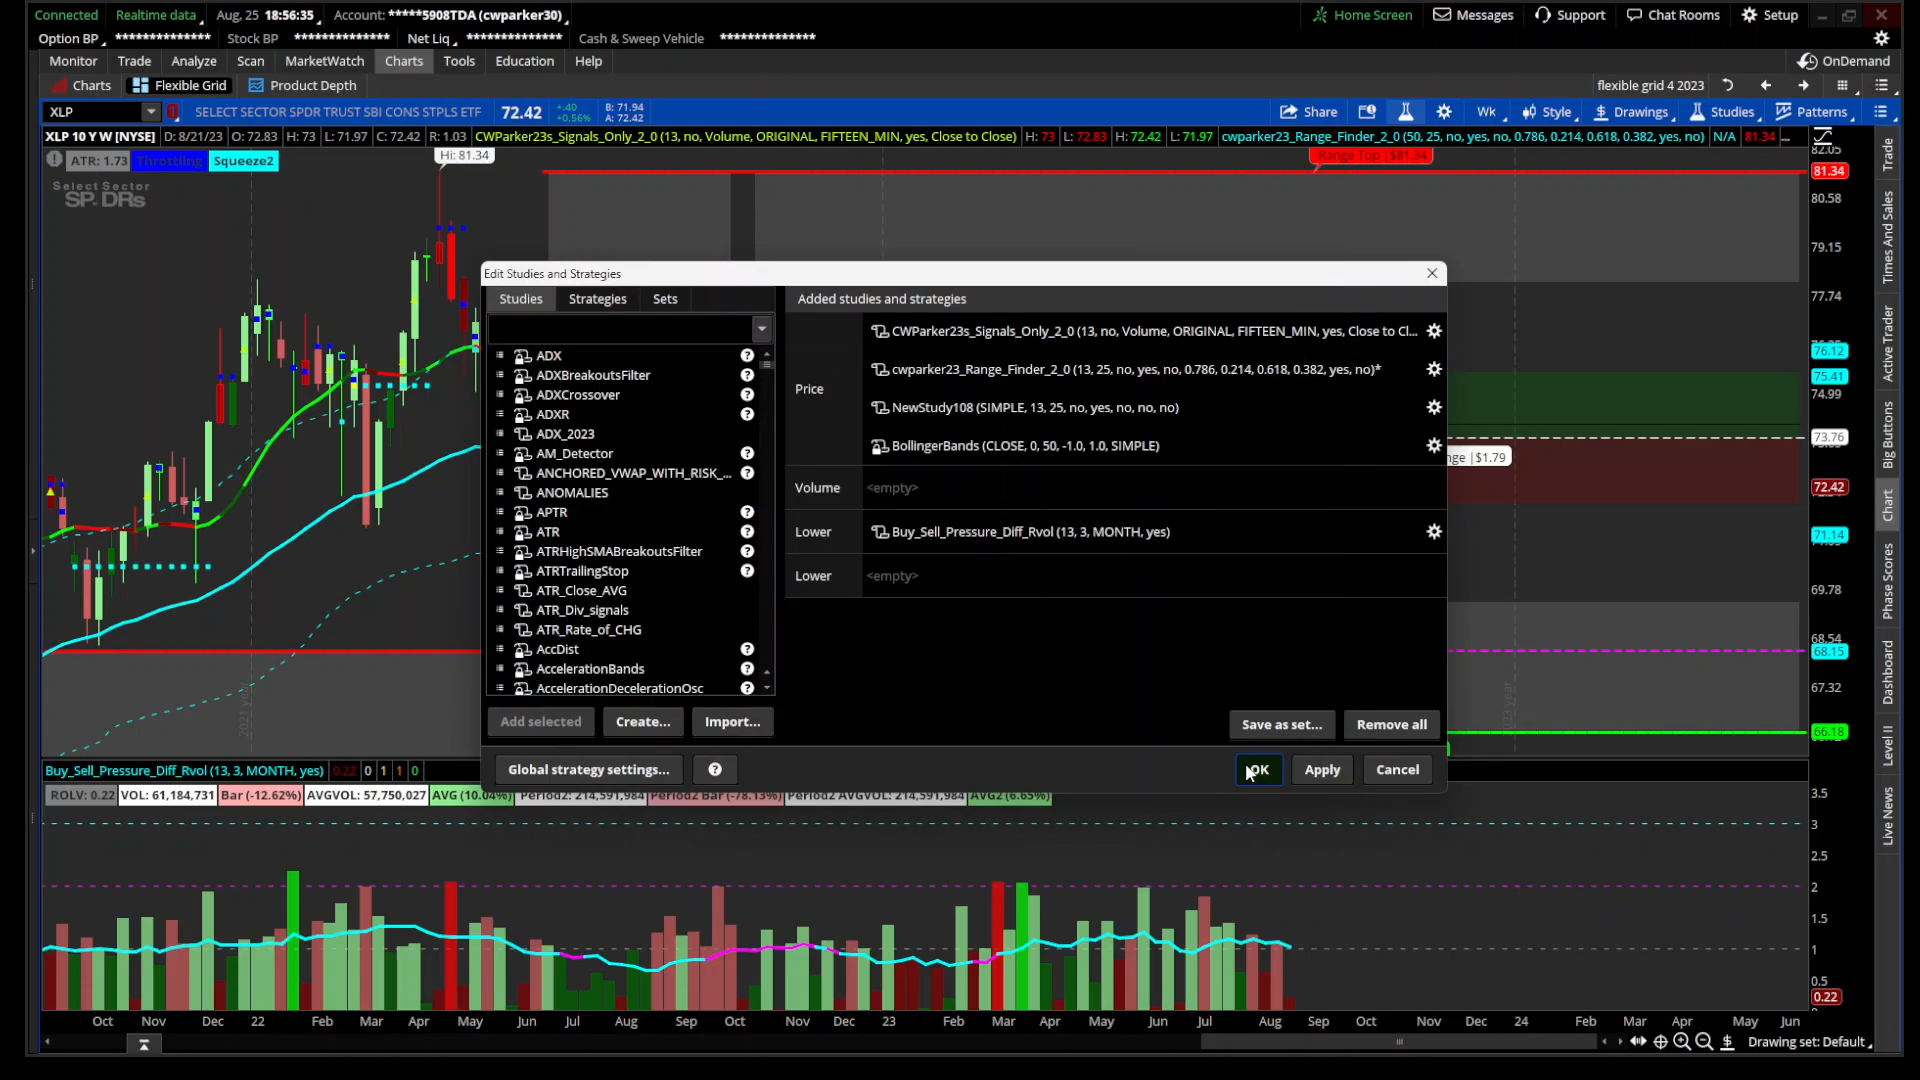 Connected Realtime data Aug, 25 18:56:35 Account: *****5908TDA (cwparker30) Home Screen Messages Support Chat Rooms Setup
Option BP ************** Stock BP ************** Net Liq ************** Cash & Sweep Vehicle **************
Monitor Trade Analyze Scan MarketWatch Charts Tools Education Help OnDemand
Charts Flexible Grid Product Depth flexible grid 4 2023
XLP SELECT SECTOR SPDR TRUST SBI CONS STPLS ETF 72.42 +.40 +0.56% B: 71.94 A: 72.42 Share Wk Style Drawings Studies Patterns
XLP 10 Y W [NYSE] D: 8/21/23 O: 72.83 H: 73 L: 71.97 C: 72.42 R: 1.03 CWParker23s_Signals_Only_2_0 (13, no, Volume, ORIGINAL, FIFTEEN_MIN, yes, Close to Close) H: 73 L: 72.83 H: 72.42 L: 71.97 cwparker23_Range_Finder_2_0 (50, 25, no, yes, no, 0.786, 0.214, 0.618, 0.382, yes, no) N/A 81.34 ...
ATR: 1.73 Throttling Squeeze2
Hi: 81.34
Range Top |$81.34
Select Sector
SPDRs
82.05
81.34
80.58
79.15
77.74
76.12
75.41
74.99
73.76
72.42
71.14
69.78
68.54
68.15
67.32
66.18
nge |$1.79
2021 year
Edit Studies and Strategies
Studies Strategies Sets
ADX
ADXBreakoutsFilter
ADXCrossover
ADXR
ADX_2023
AM_Detector
ANCHORED_VWAP_WITH_RISK_...
ANOMALIES
APTR
ATR
ATRHighSMABreakoutsFilter
ATRTrailingStop
ATR_Close_AVG
ATR_Div_signals
ATR_Rate_of_CHG
AccDist
AccelerationBands
AccelerationDecelerationOsc
Add selected Create... Import...
Added studies and strategies
Price
CWParker23s_Signals_Only_2_0 (13, no, Volume, ORIGINAL, FIFTEEN_MIN, yes, Close to Cl...
cwparker23_Range_Finder_2_0 (13, 25, no, yes, no, 0.786, 0.214, 0.618, 0.382, yes, no)*
NewStudy108 (SIMPLE, 13, 25, no, yes, no, no, no)
BollingerBands (CLOSE, 0, 50, -1.0, 1.0, SIMPLE)
Volume <empty>
Lower Buy_Sell_Pressure_Diff_Rvol (13, 3, MONTH, yes)
Lower <empty>
Save as set... Remove all
Global strategy settings... ? OK Apply Cancel
Buy_Sell_Pressure_Diff_Rvol (13, 3, MONTH, yes) 0.22 0 1 1 0
ROLV: 0.22 VOL: 61,184,731 Bar (-12.62%) AVGVOL: 57,750,027 AVG (10.04%) Period2: 214,591,984 Period2 Bar (-78.13%) Period2 AVGVOL: 214,591,984 AVG2 (6.65%)
3.5
3
2.5
2
1.5
1
0.5
0.22
Oct Nov Dec 22 Feb Mar Apr May Jun Jul Aug Sep Oct Nov Dec 23 Feb Mar Apr May Jun Jul Aug Sep Oct Nov Dec 24 Feb Mar Apr May Jun
Drawing set: Default
Trade
Times And Sales
Active Trader
Big Buttons
Chart
Phase Scores
Dashboard
Level II
Live News